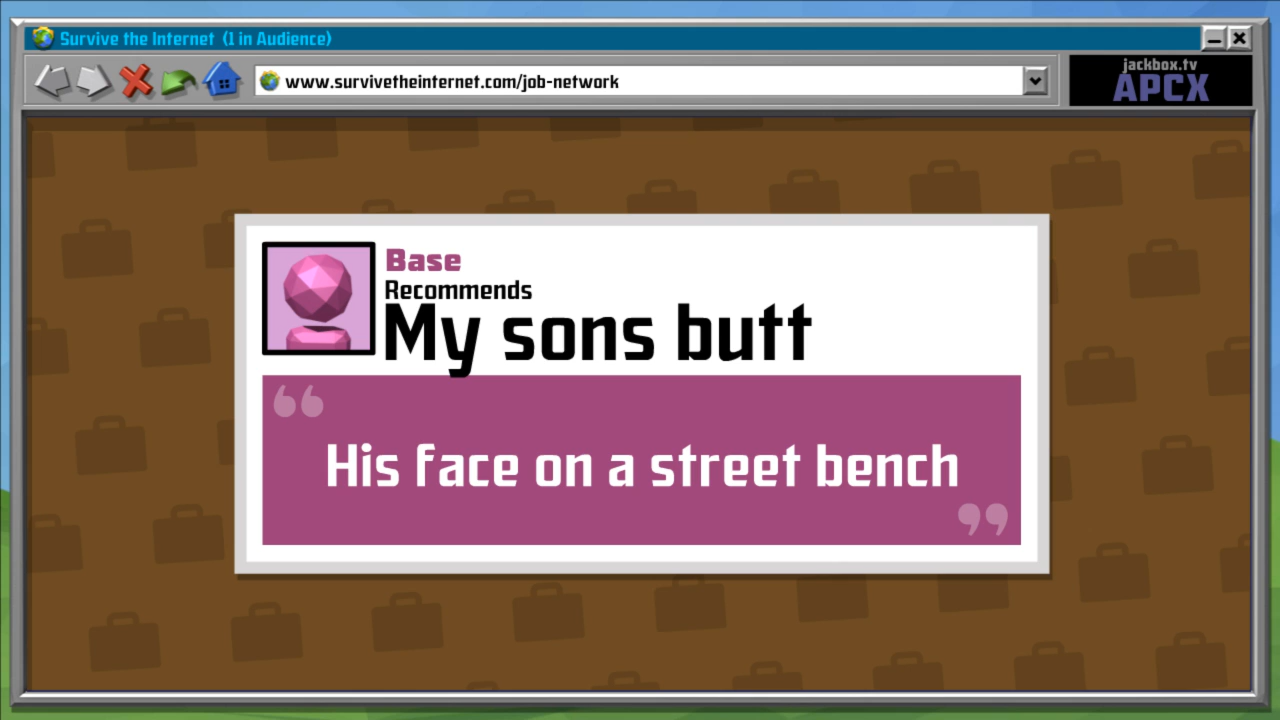 Survive the Internet (1 in Audience)
www.survivetheinternet.com/job-network
jackbox.tv
APCX
Base
Recommends
My sons butt
“
His face on a street bench
”